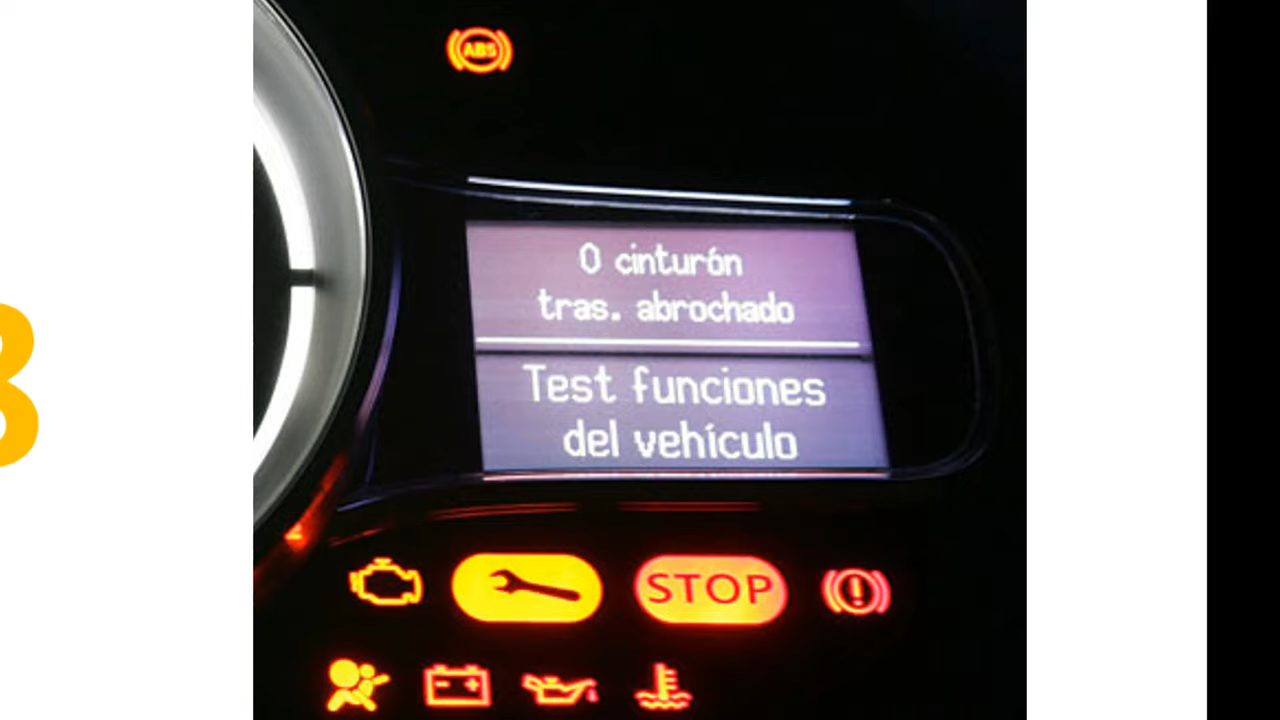 ABS
0 cinturón
tras. abrochado
Test funciones
del vehículo
STOP